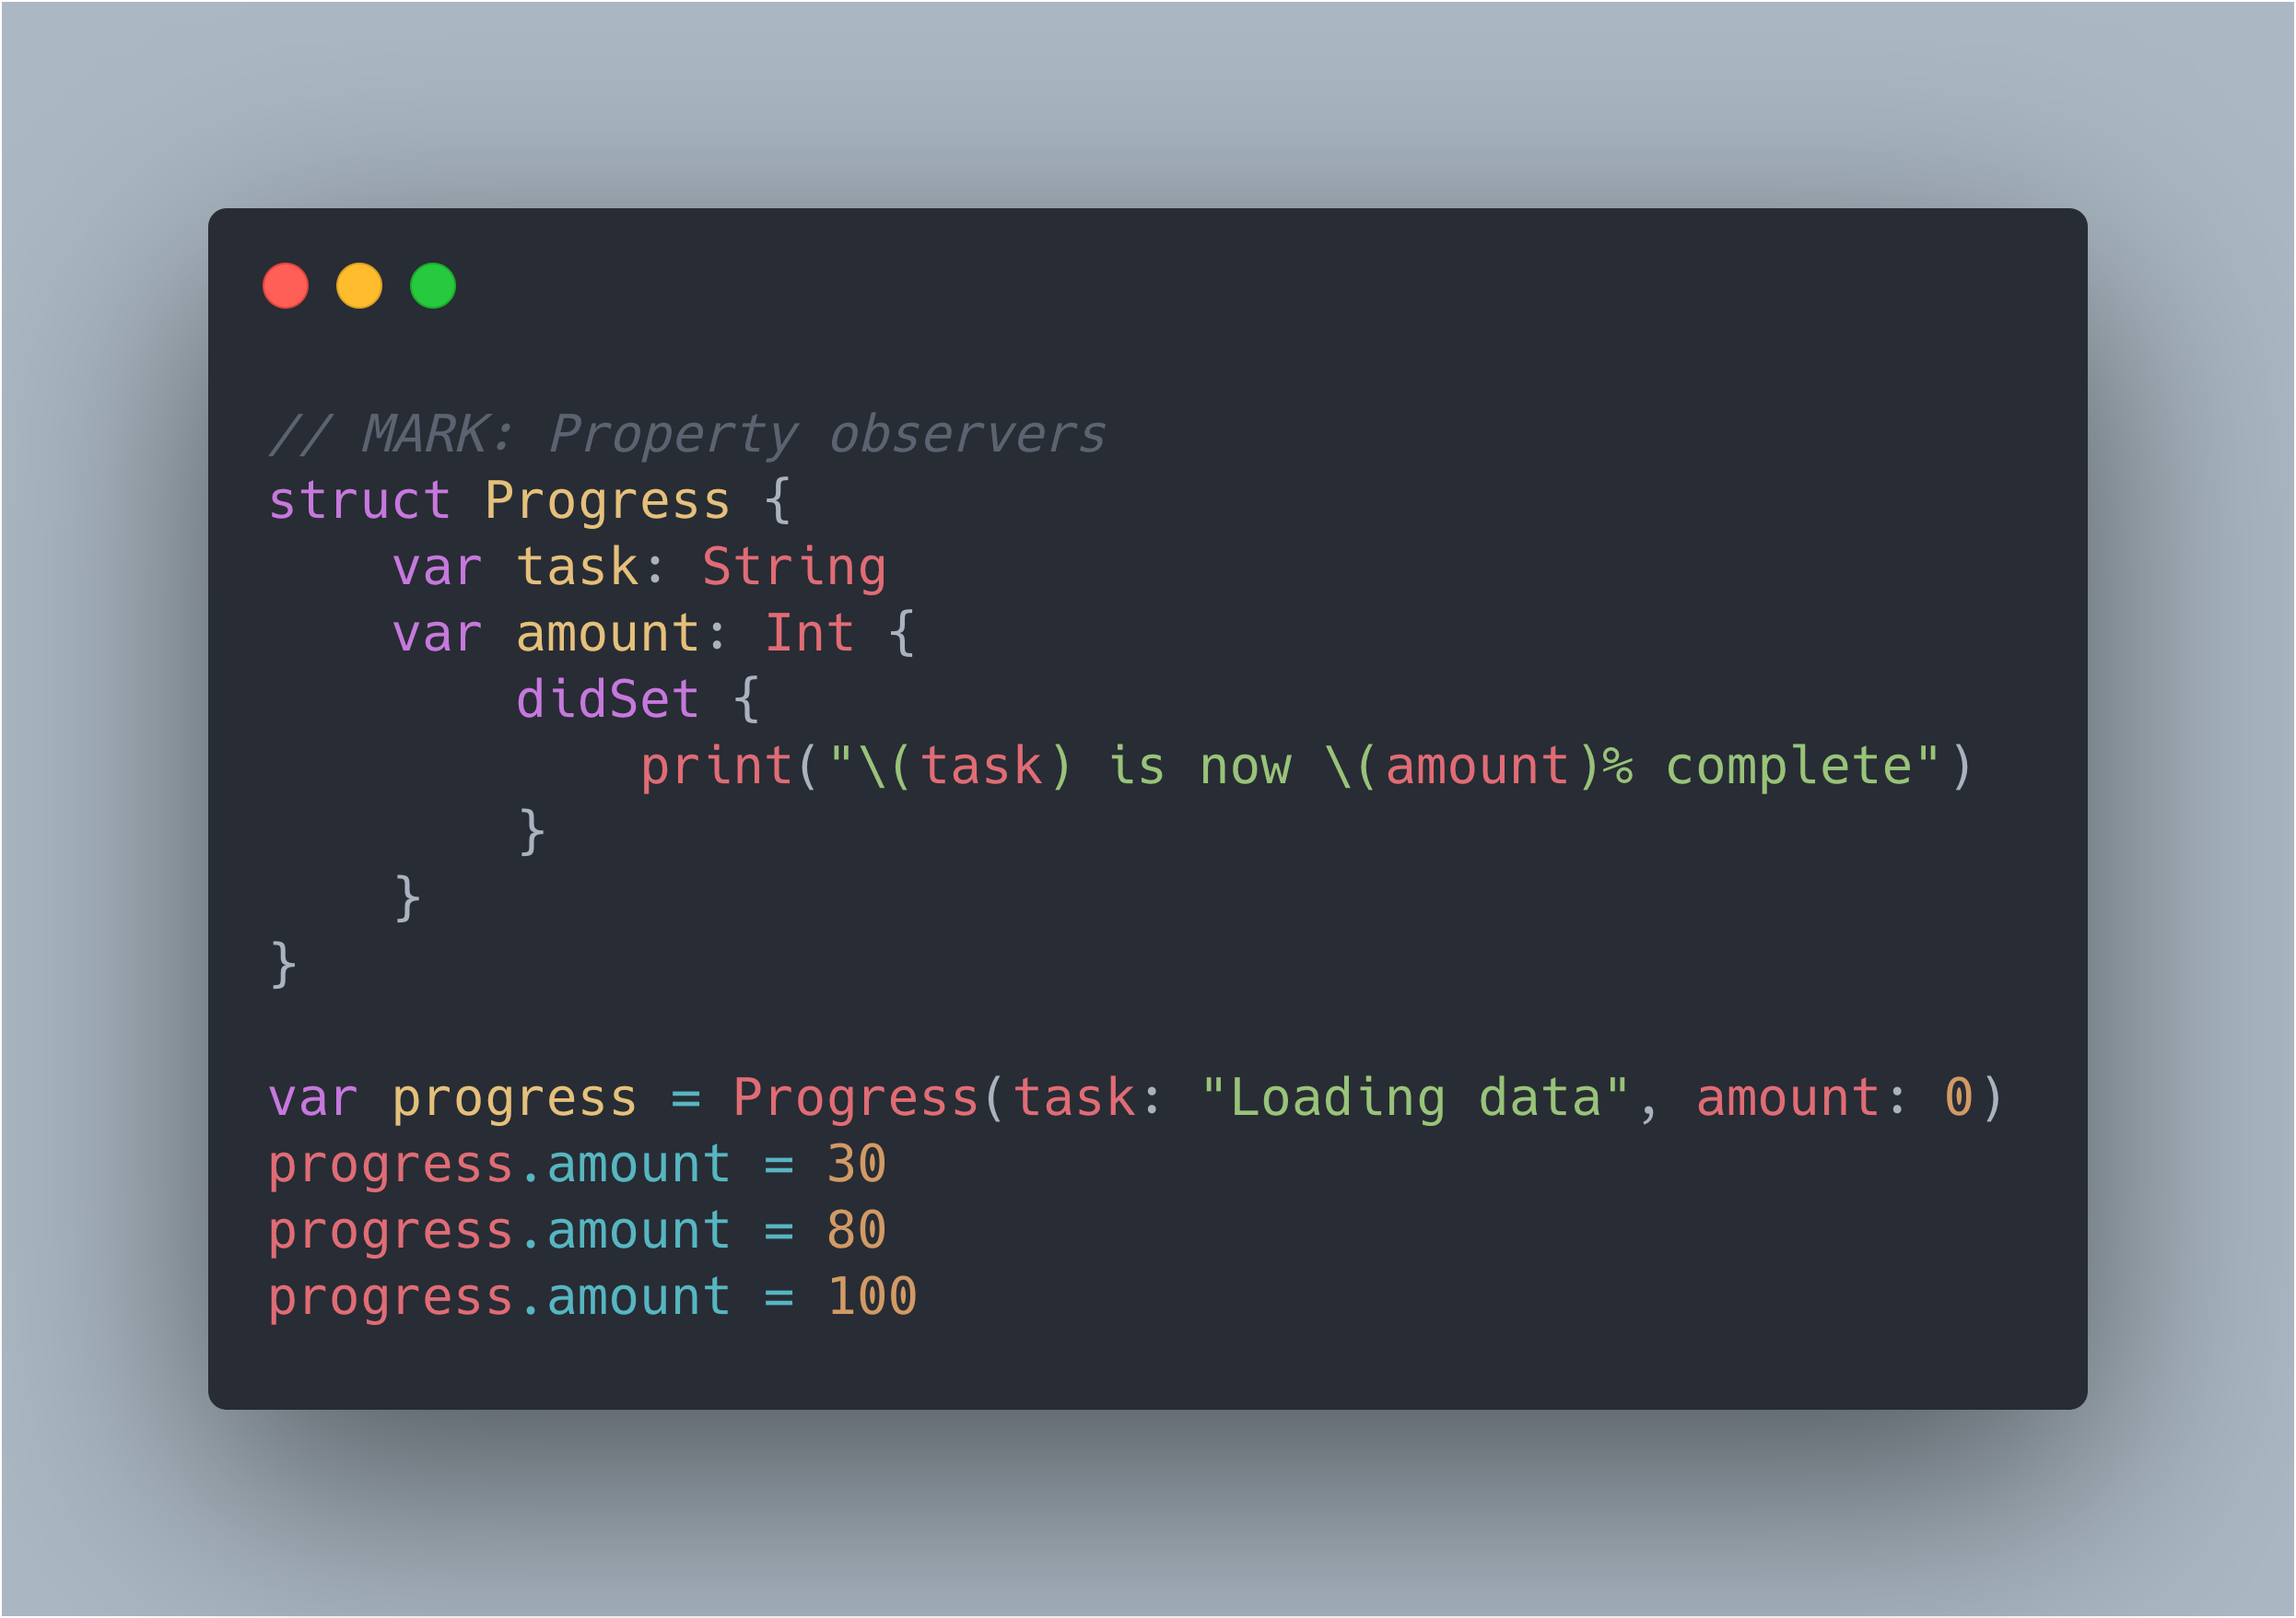 // MARK: Property observers
struct Progress {
    var task: String
    var amount: Int {
        didSet {
            print("\(task) is now \(amount)% complete")
        }
    }
}

var progress = Progress(task: "Loading data", amount: 0)
progress.amount = 30
progress.amount = 80
progress.amount = 100